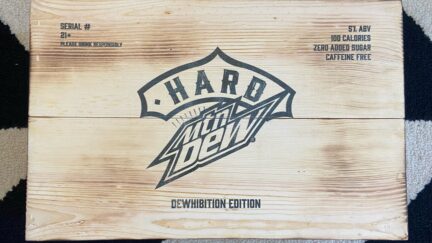 SERIAL #
21+
PLEASE DRINK RESPONSIBLY
5% ABV
100 CALORIES
ZERO ADDED SUGAR
CAFFEINE FREE
HARD
mtn
DEW
DEWHIBITION EDITION